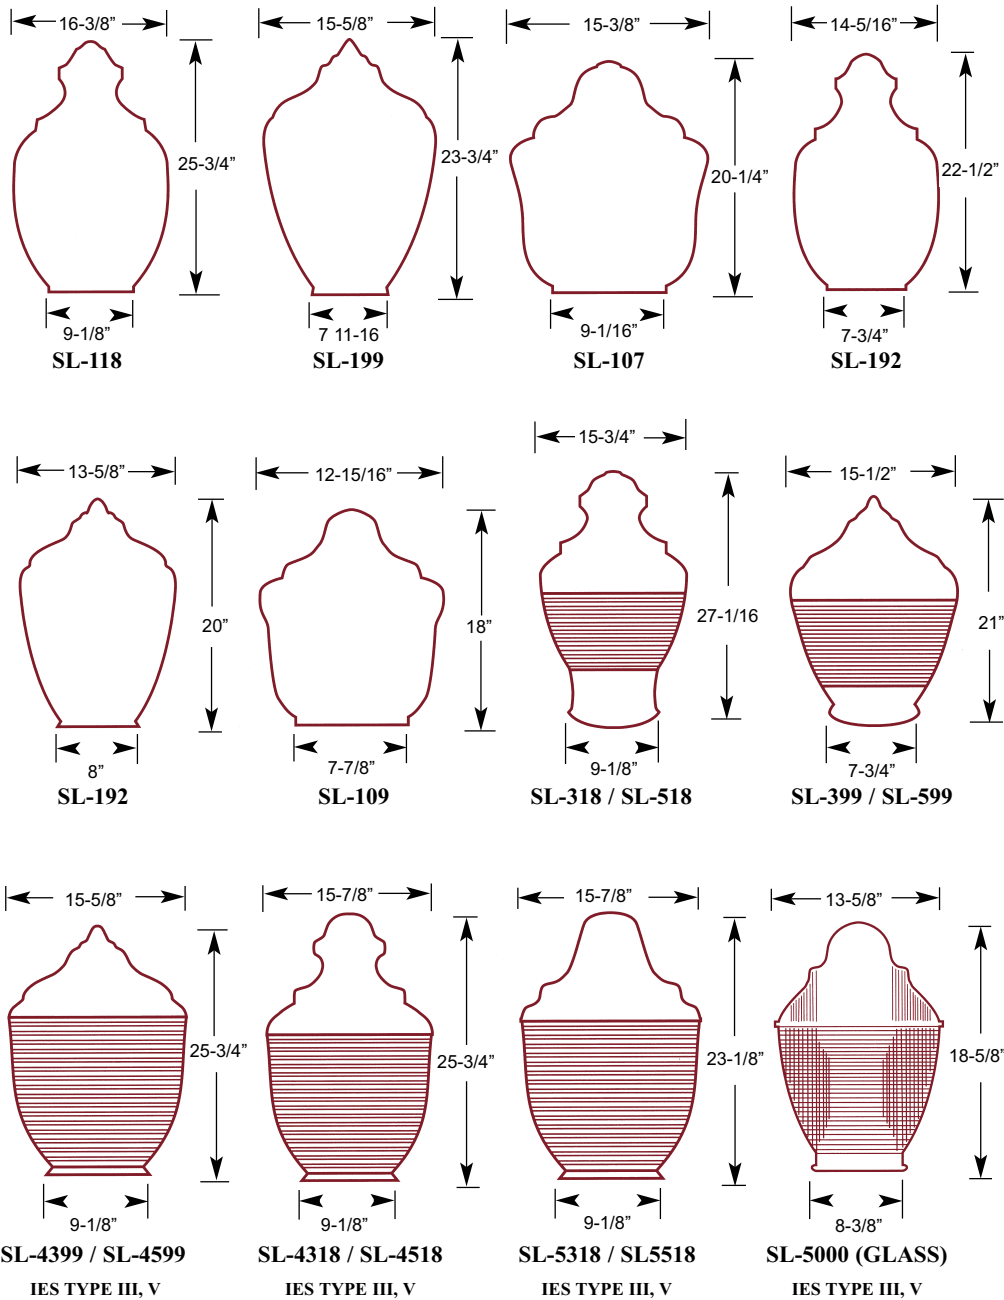 16-3/8”
25-3/4”
9-1/8”
SL-118
15-5/8”
23-3/4”
7 11-16
SL-199
15-3/8”
20-1/4”
9-1/16”
SL-107
14-5/16”
22-1/2”
7-3/4”
SL-192
13-5/8”
20”
8”
SL-192
12-15/16”
18”
7-7/8”
SL-109
15-3/4”
27-1/16
9-1/8”
SL-318 / SL-518
15-1/2”
21”
7-3/4”
SL-399 / SL-599
15-5/8”
25-3/4”
9-1/8”
SL-4399 / SL-4599
IES TYPE III, V
15-7/8”
25-3/4”
9-1/8”
SL-4318 / SL-4518
IES TYPE III, V
15-7/8”
23-1/8”
9-1/8”
SL-5318 / SL5518
IES TYPE III, V
13-5/8”
18-5/8”
8-3/8”
SL-5000 (GLASS)
IES TYPE III, V